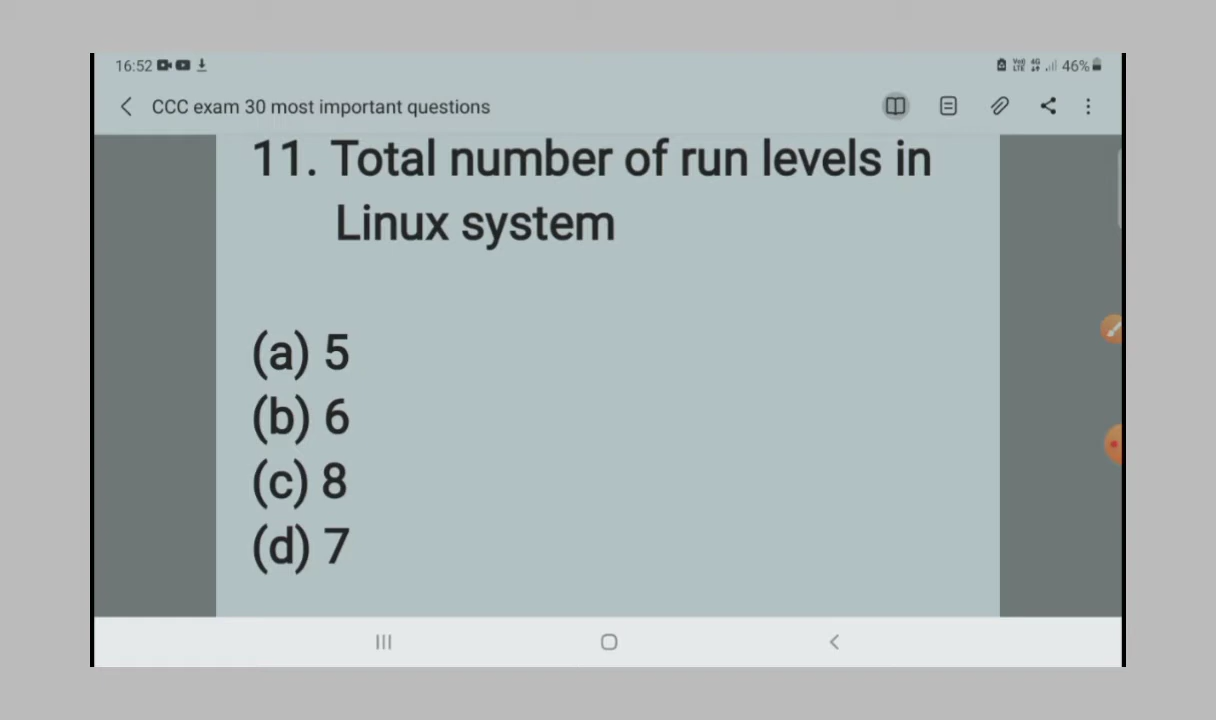 16:52 46%
CCC exam 30 most important questions
11. Total number of run levels in
Linux system
(a) 5
(b) 6
(c) 8
(d) 7